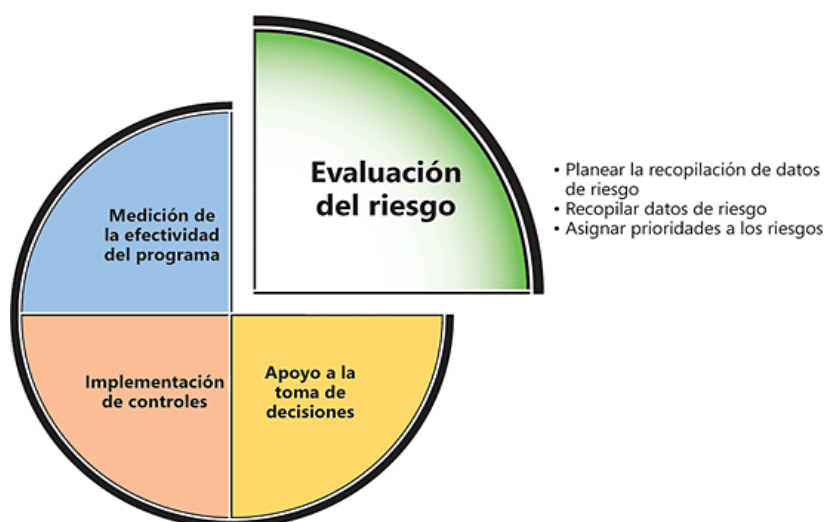 Evaluación
del riesgo
• Planear la recopilación de datos
de riesgo
• Recopilar datos de riesgo
• Asignar prioridades a los riesgos
Medición de
la efectividad
del programa
Implementación
de controles
Apoyo a la
toma de
decisiones